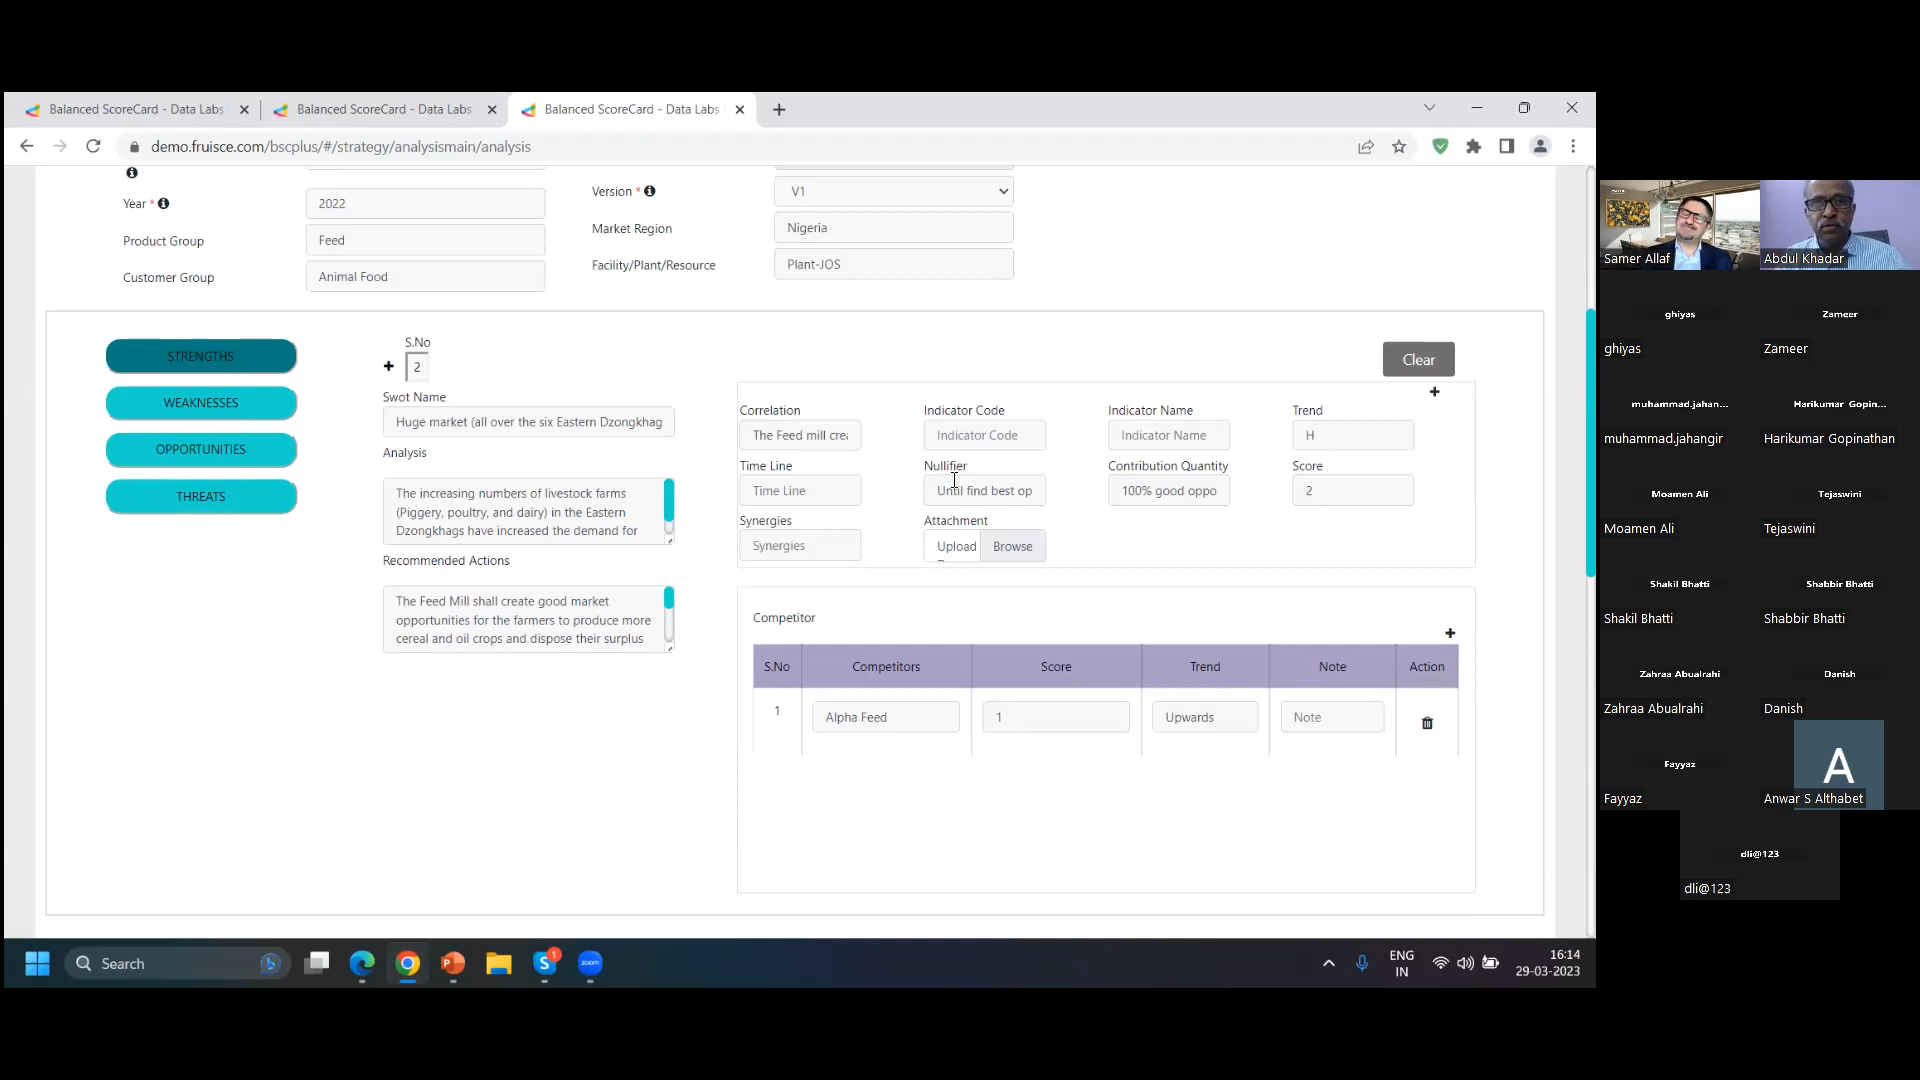 Balanced ScoreCard - Data Labs
Balanced ScoreCard - Data Labs
Balanced ScoreCard - Data Labs
demo.fruisce.com/bscplus/#/strategy/analysismain/analysis
Year * 2022
Version * V1
Product Group Feed
Market Region Nigeria
Customer Group Animal Food
Facility/Plant/Resource Plant-JOS
STRENGTHS
WEAKNESSES
OPPORTUNITIES
THREATS
S.No
2
Swot Name
Huge market (all over the six Eastern Dzongkhag
Analysis
The increasing numbers of livestock farms
(Piggery, poultry, and dairy) in the Eastern
Dzongkhags have increased the demand for
Recommended Actions
The Feed Mill shall create good market
opportunities for the farmers to produce more
cereal and oil crops and dispose their surplus
Clear
Correlation Indicator Code Indicator Name Trend
The Feed mill crea Indicator Code Indicator Name H
Time Line Nullifier Contribution Quantity Score
Time Line Until find best op 100% good oppo 2
Synergies Attachment
Synergies Upload Browse
Competitor
S.No Competitors Score Trend Note Action
1 Alpha Feed 1 Upwards Note
Samer Allaf
Abdul Khadar
ghiyas
ghiyas
Zameer
Zameer
muhammad.jahan...
muhammad.jahangir
Harikumar Gopin...
Harikumar Gopinathan
Moamen Ali
Moamen Ali
Tejaswini
Tejaswini
Shakil Bhatti
Shakil Bhatti
Shabbir Bhatti
Shabbir Bhatti
Zahraa Abualrahi
Zahraa Abualrahi
Danish
Danish
Fayyaz
Fayyaz
A
Anwar S Althabet
dli@123
dli@123
Search
P
S
1
zoom
ENG
IN
16:14
29-03-2023